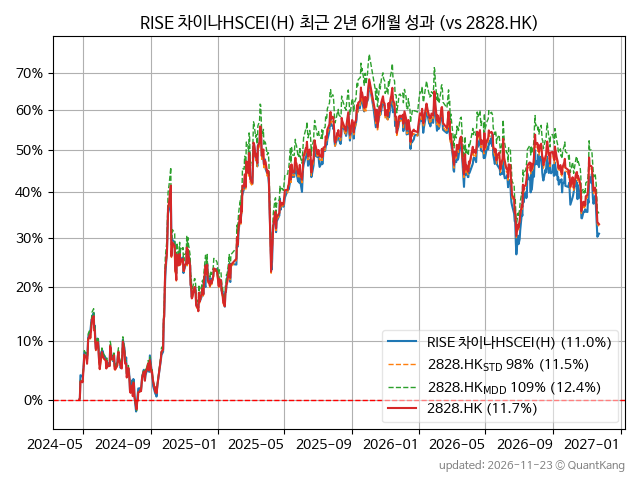 RISE 차이나HSCEI(H) 최근 2년 6개월 성과 (vs 2828.HK)
70%
60%
50%
40%
30%
20%
10%
0%
RISE 차이나HSCEI(H) (11.0%)
2828.HK_STD 98% (11.5%)
2828.HK_MDD 109% (12.4%)
2828.HK (11.7%)
2024-05 2024-09 2025-01 2025-05 2025-09 2026-01 2026-05 2026-09 2027-01
updated: 2026-11-23 © QuantKang